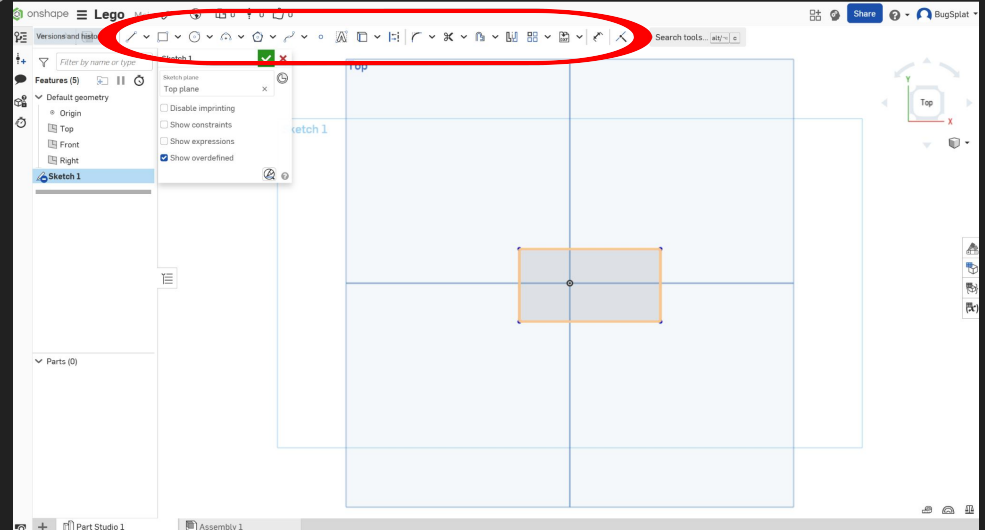 onshape Lego Share BugSplat
Versions and histo Search tools... alt/⌥ c
Filter by name or type
Features (5)
Default geometry
Origin
Top
Front
Right
Sketch 1
Sketch 1
Sketch plane
Top plane
Disable imprinting
Show constraints
Show expressions
Show overdefined
Top
ketch 1
Y
Top
X
(x)
Parts (0)
Part Studio 1 Assembly 1